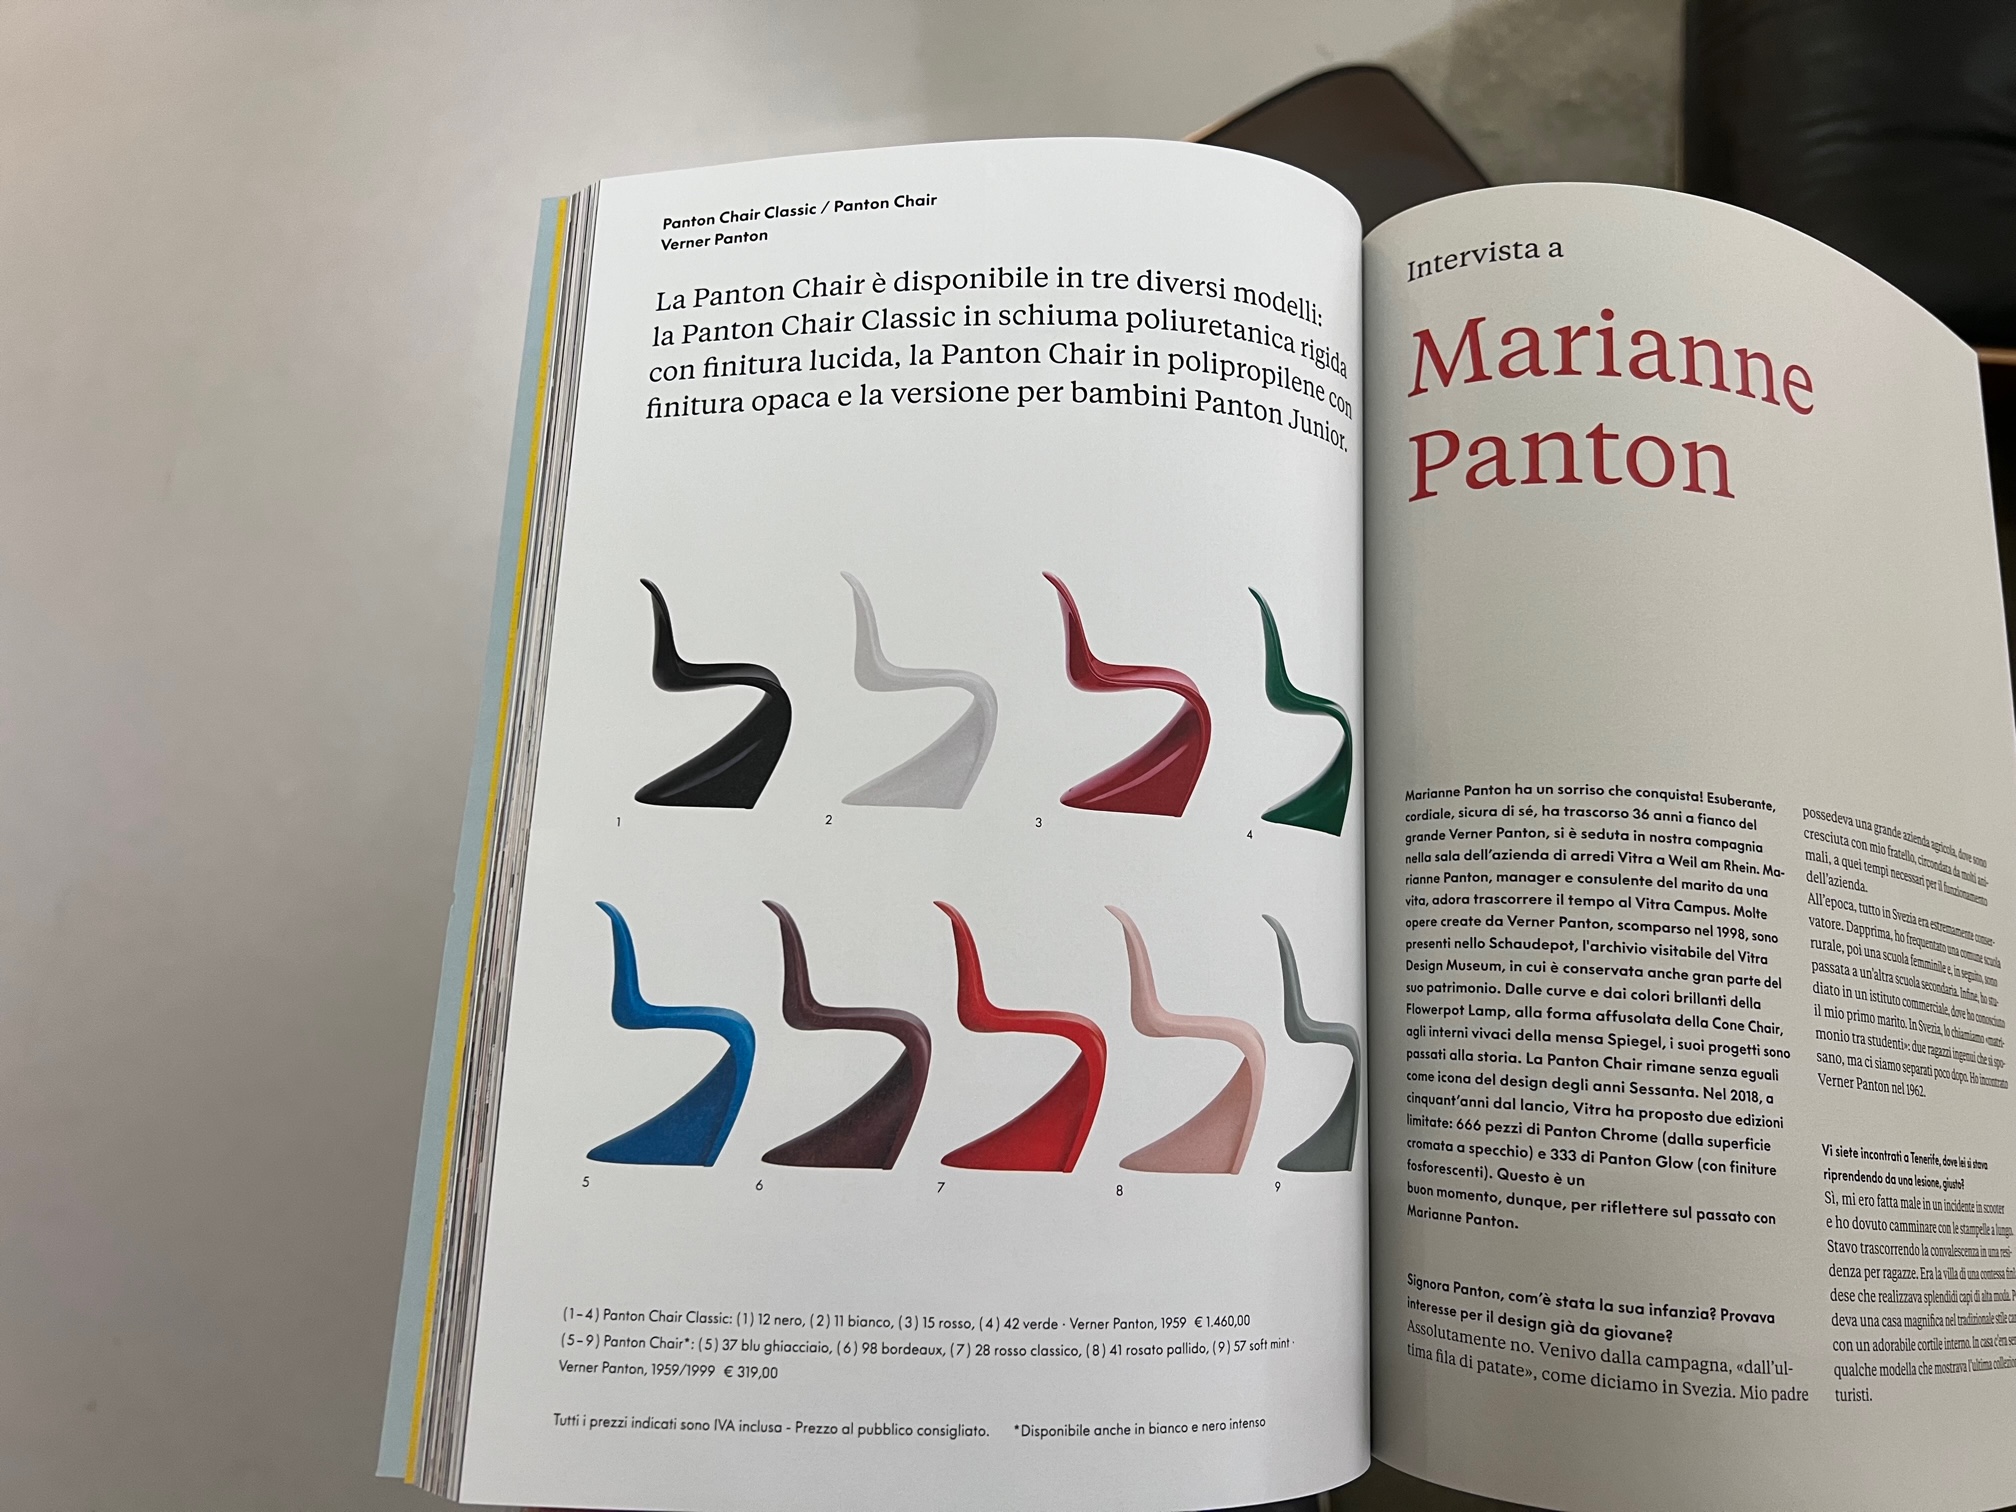 Panton Chair Classic / Panton Chair
Verner Panton
La Panton Chair è disponibile in tre diversi modelli:
la Panton Chair Classic in schiuma poliuretanica rigida
con finitura lucida, la Panton Chair in polipropilene con
finitura opaca e la versione per bambini Panton Junior.
1
2
3
4
5
6
7
8
9
(1–4) Panton Chair Classic: (1) 12 nero, (2) 11 bianco, (3) 15 rosso, (4) 42 verde · Verner Panton, 1959 € 1.460,00
(5–9) Panton Chair*: (5) 37 blu ghiacciaio, (6) 98 bordeaux, (7) 28 rosso classico, (8) 41 rosato pallido, (9) 57 soft mint ·
Verner Panton, 1959/1999 € 319,00
Tutti i prezzi indicati sono IVA inclusa - Prezzo al pubblico consigliato.
*Disponibile anche in bianco e nero intenso
Intervista a
Marianne
Panton
Marianne Panton ha un sorriso che conquista! Esuberante,
cordiale, sicura di sé, ha trascorso 36 anni a fianco del
grande Verner Panton, si è seduta in nostra compagnia
nella sala dell'azienda di arredi Vitra a Weil am Rhein. Ma-
rianne Panton, manager e consulente del marito da una
vita, adora trascorrere il tempo al Vitra Campus. Molte
opere create da Verner Panton, scomparso nel 1998, sono
presenti nello Schaudepot, l'archivio visitabile del Vitra
Design Museum, in cui è conservata anche gran parte del
suo patrimonio. Dalle curve e dai colori brillanti della
Flowerpot Lamp, alla forma affusolata della Cone Chair,
agli interni vivaci della mensa Spiegel, i suoi progetti sono
passati alla storia. La Panton Chair rimane senza eguali
come icona del design degli anni Sessanta. Nel 2018, a
cinquant'anni dal lancio, Vitra ha proposto due edizioni
limitate: 666 pezzi di Panton Chrome (dalla superficie
cromata a specchio) e 333 di Panton Glow (con finiture
fosforescenti). Questo è un
buon momento, dunque, per riflettere sul passato con
Marianne Panton.
Signora Panton, com'è stata la sua infanzia? Provava
interesse per il design già da giovane?
Assolutamente no. Venivo dalla campagna, «dall'ul-
tima fila di patate», come diciamo in Svezia. Mio padre
possedeva una grande azienda agricola, dove sono
cresciuta con mio fratello, circondata da molti ani-
mali, a quei tempi necessari per il funzionamento
dell'azienda.
All'epoca, tutto in Svezia era estremamente conser-
vatore. Dapprima, ho frequentato una comune scuola
rurale, poi una scuola femminile e, in seguito, sono
passata a un'altra scuola secondaria. Infine, ho stu-
diato in un istituto commerciale, dove ho conosciuto
il mio primo marito. In Svezia, lo chiamiamo «matri-
monio tra studenti»: due ragazzi ingenui che si spo-
sano, ma ci siamo separati poco dopo. Ho incontrato
Verner Panton nel 1962.
Vi siete incontrati a Tenerife, dove lei si stava
riprendendo da una lesione, giusto?
Sì, mi ero fatta male in un incidente in scooter
e ho dovuto camminare con le stampelle a lungo.
Stavo trascorrendo la convalescenza in una resi-
denza per ragazze. Era la villa di una contessa
dese che realizzava splendidi capi di alta moda.
deva una casa magnifica nel tradizionale stile
con un adorabile cortile interno. In casa c'era
qualche modella che mostrava l'ultima
turisti.